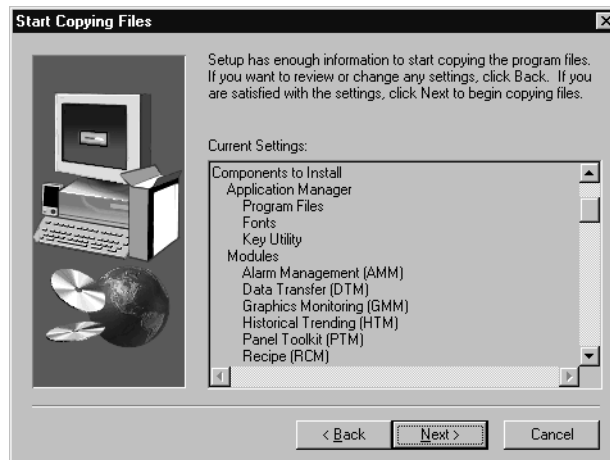 Start Copying Files
Setup has enough information to start copying the program files.
If you want to review or change any settings, click Back. If you
are satisfied with the settings, click Next to begin copying files.
Current Settings:
Components to Install
Application Manager
Program Files
Fonts
Key Utility
Modules
Alarm Management (AMM)
Data Transfer (DTM)
Graphics Monitoring (GMM)
Historical Trending (HTM)
Panel Toolkit (PTM)
Recipe (RCM)
< Back
Next >
Cancel